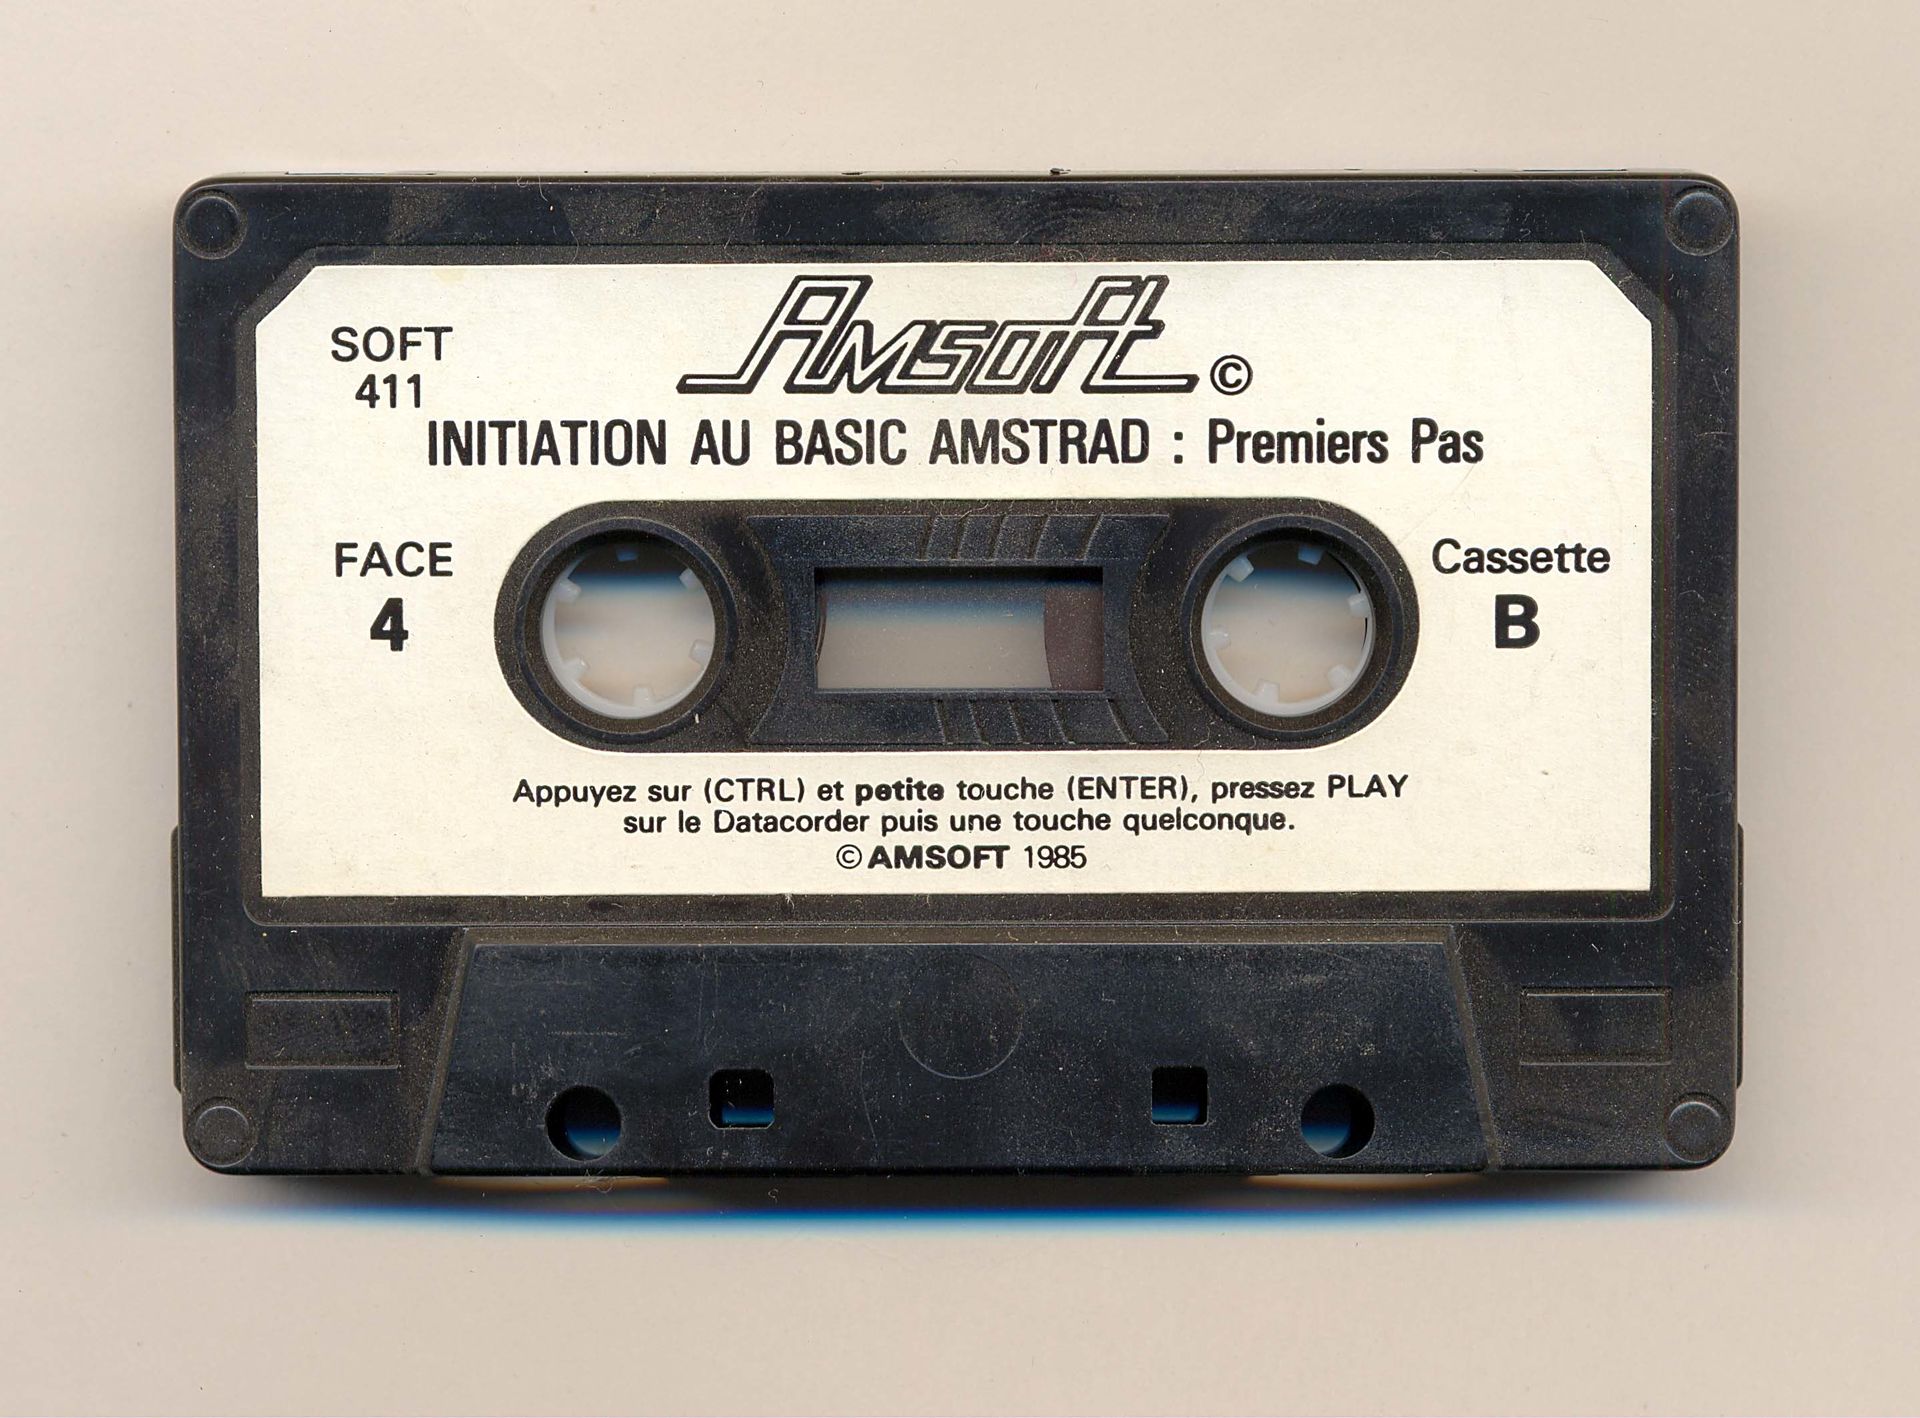 Amsoft ©
SOFT
411
INITIATION AU BASIC AMSTRAD : Premiers Pas
FACE
4
Cassette
B
Appuyez sur (CTRL) et petite touche (ENTER), pressez PLAY
sur le Datacorder puis une touche quelconque.
© AMSOFT 1985